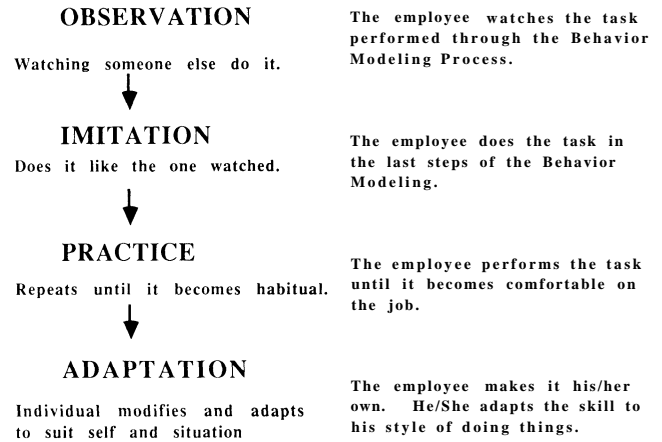 OBSERVATION
Watching someone else do it.
The employee watches the task
performed through the Behavior
Modeling Process.
IMITATION
Does it like the one watched.
The employee does the task in
the last steps of the Behavior
Modeling.
PRACTICE
Repeats until it becomes habitual.
The employee performs the task
until it becomes comfortable on
the job.
ADAPTATION
Individual modifies and adapts
to suit self and situation
The employee makes it his/her
own. He/She adapts the skill to
his style of doing things.